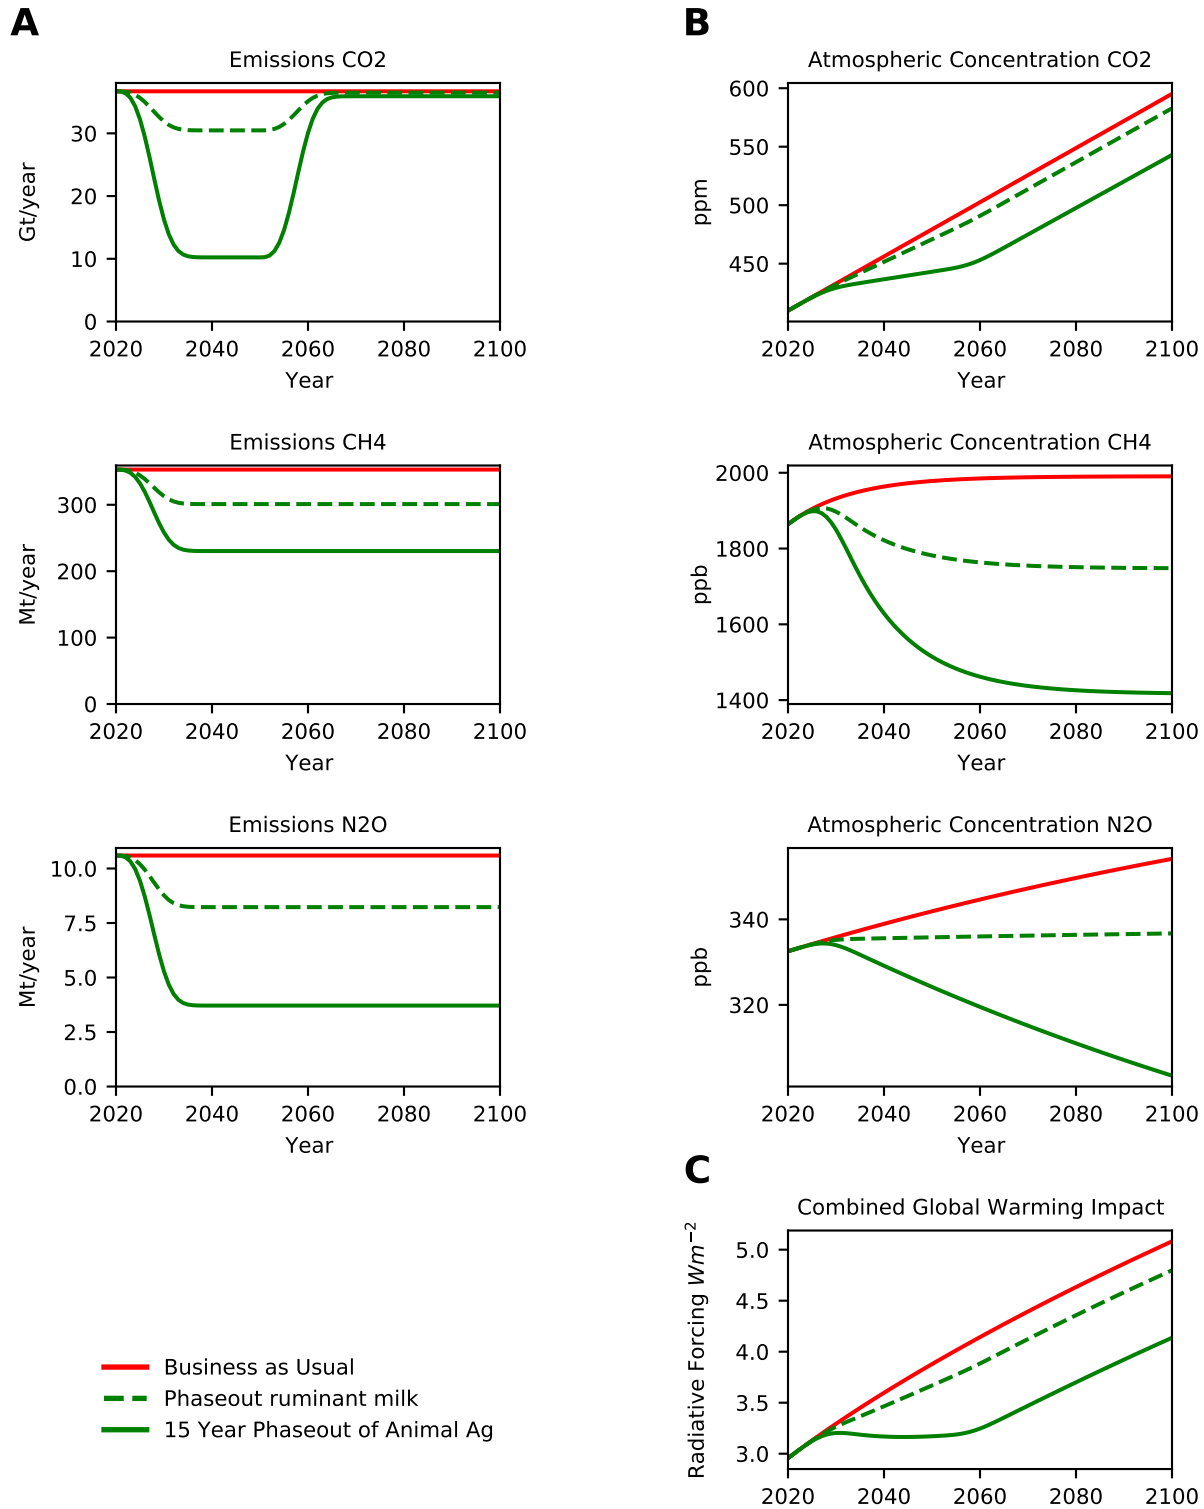 A
Emissions CO2
Gt/year
30
20
10
0
2020 2040 2060 2080 2100
Year
Emissions CH4
Mt/year
300
200
100
0
2020 2040 2060 2080 2100
Year
Emissions N2O
Mt/year
10.0
7.5
5.0
2.5
0.0
2020 2040 2060 2080 2100
Year
Business as Usual
Phaseout ruminant milk
15 Year Phaseout of Animal Ag
B
Atmospheric Concentration CO2
ppm
600
550
500
450
2020 2040 2060 2080 2100
Year
Atmospheric Concentration CH4
ppb
2000
1800
1600
1400
2020 2040 2060 2080 2100
Year
Atmospheric Concentration N2O
ppb
340
320
2020 2040 2060 2080 2100
Year
C
Combined Global Warming Impact
Radiative Forcing Wm⁻²
5.0
4.5
4.0
3.5
3.0
2020 2040 2060 2080 2100